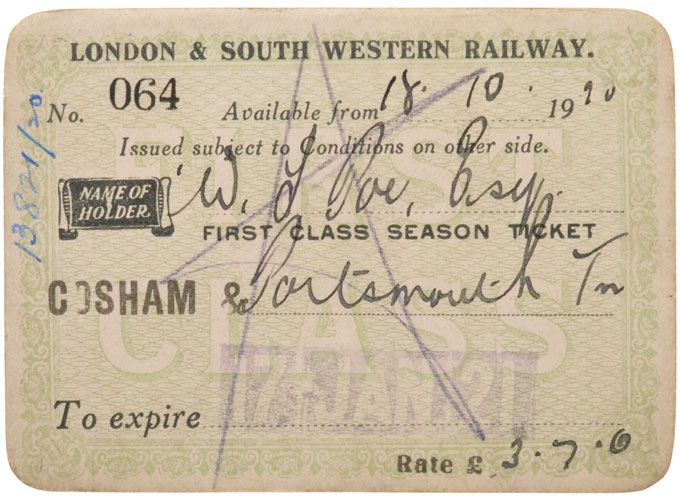 LONDON & SOUTH WESTERN RAILWAY.
No. 064 Available from 18. 10. 1920
Issued subject to Conditions on other side.
NAME OF HOLDER
W. J. Poe, Esq.
FIRST CLASS SEASON TICKET
COSHAM & Portsmouth Tn
FIRST CLASS
To expire 17 JAN 21
Rate £ 3.7.0
13821/20